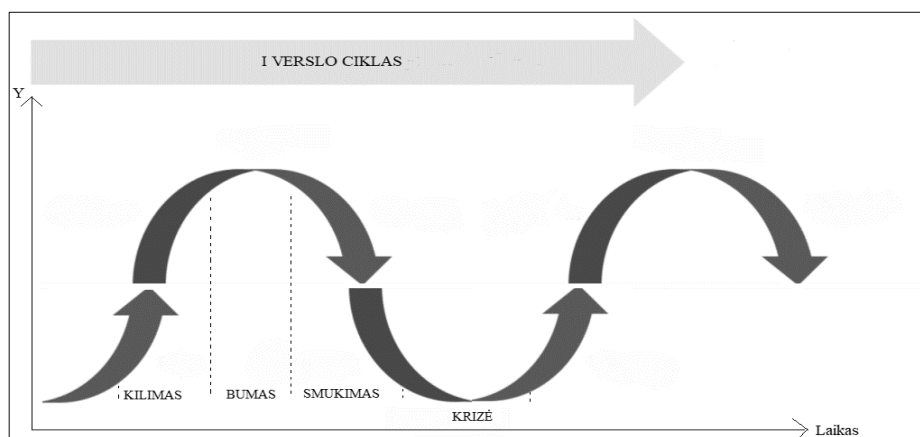 I VERSLO CIKLAS
Y
KILIMAS
BUMAS
SMUKIMAS
KRIZĖ
Laikas